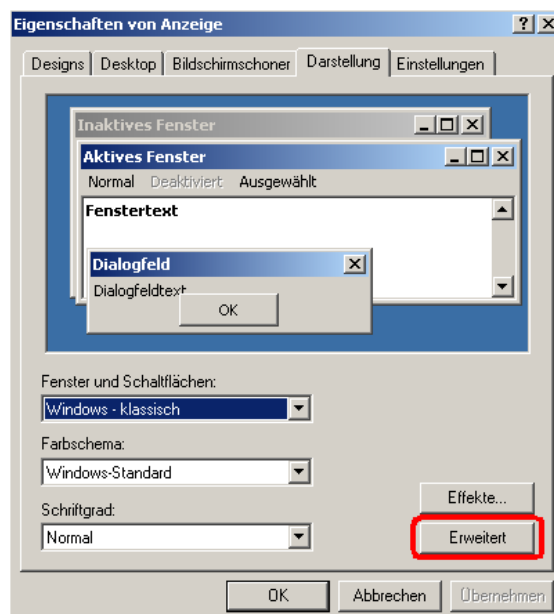 Eigenschaften von Anzeige
Designs Desktop Bildschirmschoner Darstellung Einstellungen
Inaktives Fenster
Aktives Fenster
Normal Deaktiviert Ausgewählt
Fenstertext
Dialogfeld
Dialogfeldtext
OK
Fenster und Schaltflächen:
Windows - klassisch
Farbschema:
Windows-Standard
Effekte...
Schriftgrad:
Normal
Erweitert
OK Abbrechen Übernehmen